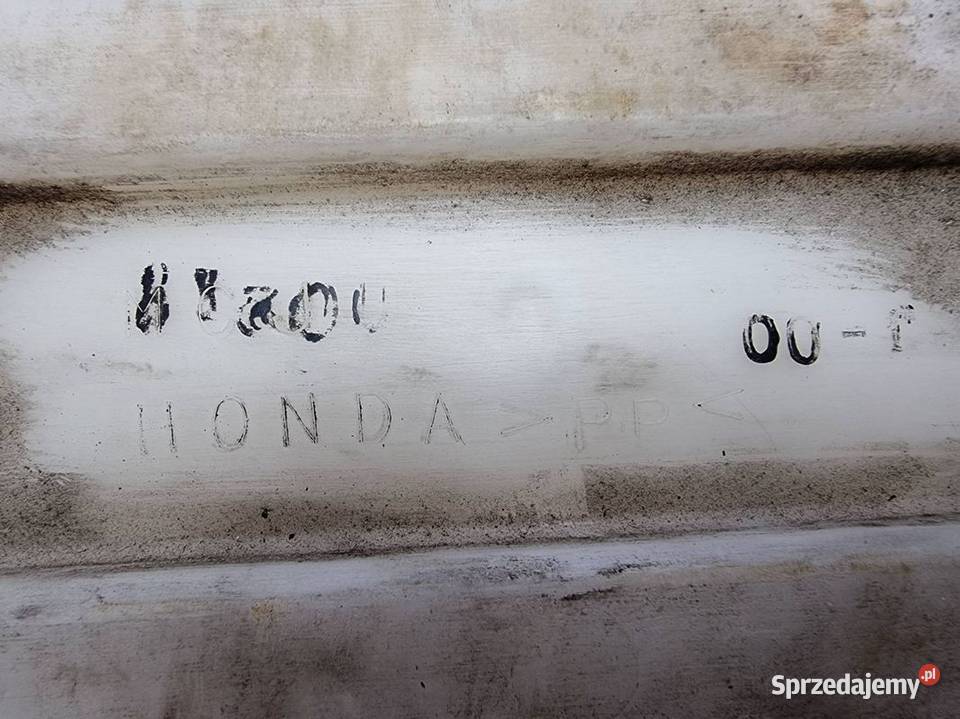 00-1
HONDA >PP<
Sprzedajemy.pl